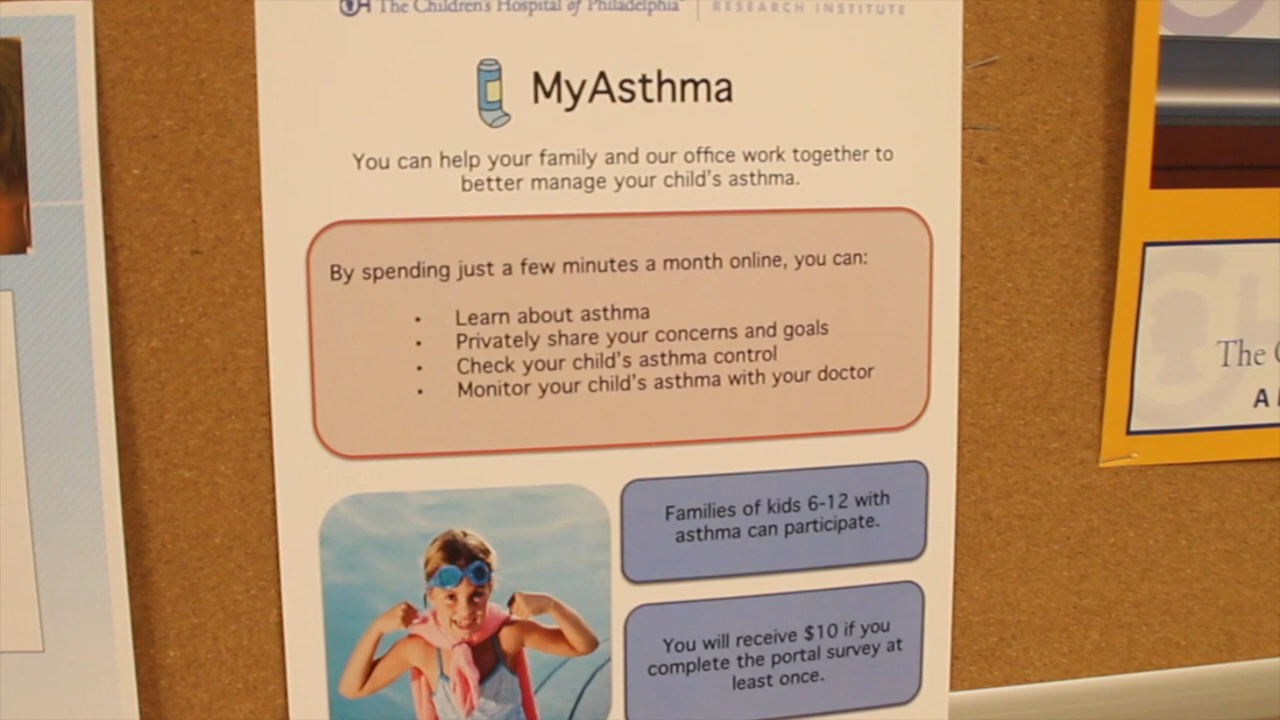 The Children's Hospital of Philadelphia
RESEARCH INSTITUTE
MyAsthma
You can help your family and our office work together to
better manage your child's asthma.
By spending just a few minutes a month online, you can:
• Learn about asthma
• Privately share your concerns and goals
• Check your child's asthma control
• Monitor your child's asthma with your doctor
Families of kids 6-12 with
asthma can participate.
You will receive $10 if you
complete the portal survey at
least once.
The